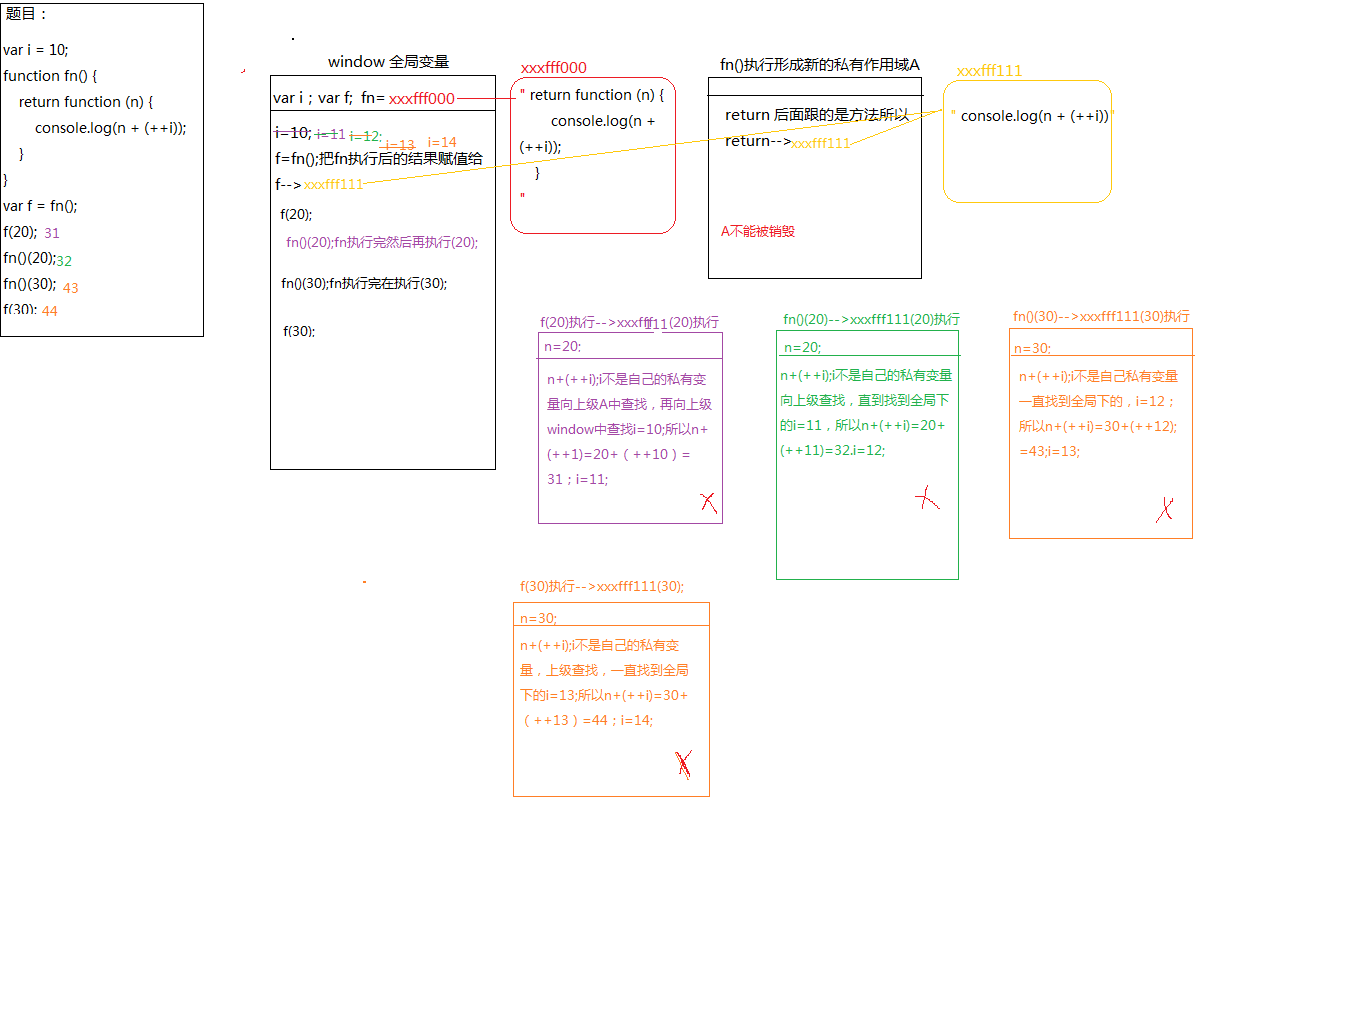 题目：
var i = 10;
function fn() {
return function (n) {
console.log(n + (++i));
}
}
var f = fn();
f(20); 31
fn()(20);32
fn()(30); 43
f(30); 44
window 全局变量
var i；var f; fn= xxxfff000
i=10; i=11 i=12; i=13 i=14
f=fn();把fn执行后的结果赋值给
f-->xxxfff111
f(20);
fn()(20);fn执行完然后再执行(20);
fn()(30);fn执行完在执行(30);
f(30);
xxxfff000
" return function (n) {
console.log(n +
(++i));
}
"
fn()执行形成新的私有作用域A
return 后面跟的是方法所以
return-->xxxfff111
A不能被销毁
xxxfff111
" console.log(n + (++i))"
f(20)执行-->xxxfff111(20)执行
n=20;
n+(++i);i不是自己的私有变
量向上级A中查找，再向上级
window中查找i=10;所以n+
(++1)=20+（++10）=
31；i=11;
fn()(20)-->xxxfff111(20)执行
n=20;
n+(++i);i不是自己的私有变量
向上级查找，直到找到全局下
的i=11，所以n+(++i)=20+
(++11)=32.i=12;
fn()(30)-->xxxfff111(30)执行
n=30;
n+(++i);i不是自己私有变量
一直找到全局下的，i=12；
所以n+(++i)=30+(++12);
=43;i=13;
f(30)执行-->xxxfff111(30);
n=30;
n+(++i);i不是自己的私有变
量，上级查找，一直找到全局
下的i=13;所以n+(++i)=30+
（++13）=44；i=14;